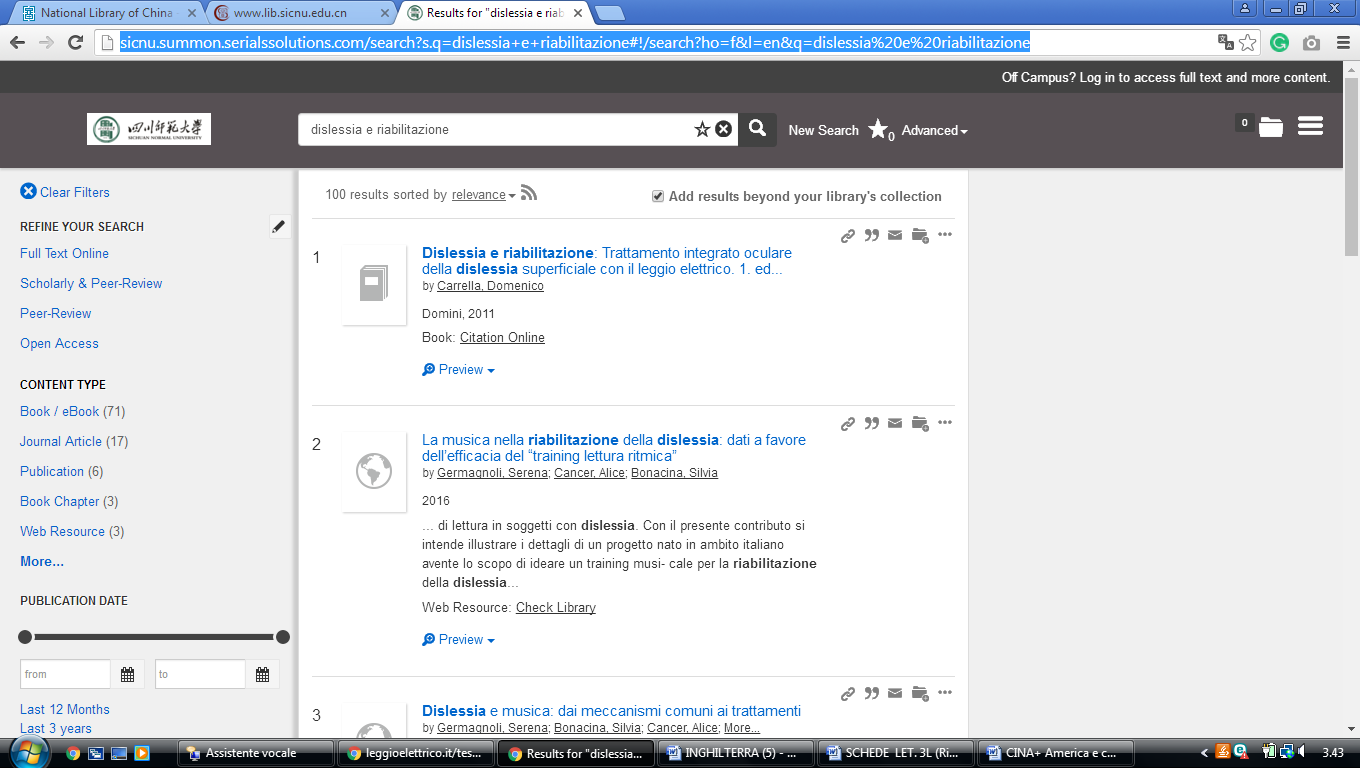 National Library of China
www.lib.sicnu.edu.cn
Results for "dislessia e riab
sicnu.summon.serialssolutions.com/search?s.q=dislessia+e+riabilitazione#!/search?ho=f&l=en&q=dislessia%20e%20riabilitazione
Off Campus? Log in to access full text and more content.
四川师范大学
SICHUAN NORMAL UNIVERSITY
dislessia e riabilitazione
New Search
0
Advanced
0
Clear Filters
REFINE YOUR SEARCH
Full Text Online
Scholarly & Peer-Review
Peer-Review
Open Access
CONTENT TYPE
Book / eBook (71)
Journal Article (17)
Publication (6)
Book Chapter (3)
Web Resource (3)
More...
PUBLICATION DATE
from
to
Last 12 Months
Last 3 years
100 results sorted by relevance
Add results beyond your library's collection
1
Dislessia e riabilitazione: Trattamento integrato oculare
della dislessia superficiale con il leggio elettrico. 1. ed...
by Carrella, Domenico
Domini, 2011
Book: Citation Online
Preview
2
La musica nella riabilitazione della dislessia: dati a favore
dell'efficacia del “training lettura ritmica”
by Germagnoli, Serena; Cancer, Alice; Bonacina, Silvia
2016
... di lettura in soggetti con dislessia. Con il presente contributo si
intende illustrare i dettagli di un progetto nato in ambito italiano
avente lo scopo di ideare un training musi- cale per la riabilitazione
della dislessia...
Web Resource: Check Library
Preview
3
Dislessia e musica: dai meccanismi comuni ai trattamenti
by Germagnoli, Serena; Bonacina, Silvia; Cancer, Alice; More...
Assistente vocale
leggioelettrico.it/tes...
Results for "dislessia...
INGHILTERRA (5) - ...
SCHEDE LET. 3L (Ri...
CINA+ America e c...
3.43